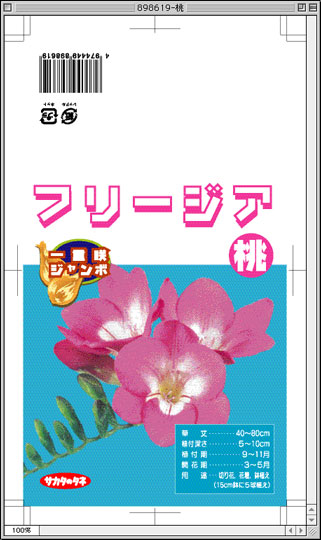 898619-桃
4 974449 898619
フリージア
桃
一重咲
ジャンボ
草 丈 40〜80cm
植付深さ 5〜10cm
植付期 9〜11月
開花期 3〜5月
用 途 切り花、花壇、鉢植え
(15cm鉢に5球植え)
サカタのタネ
100%